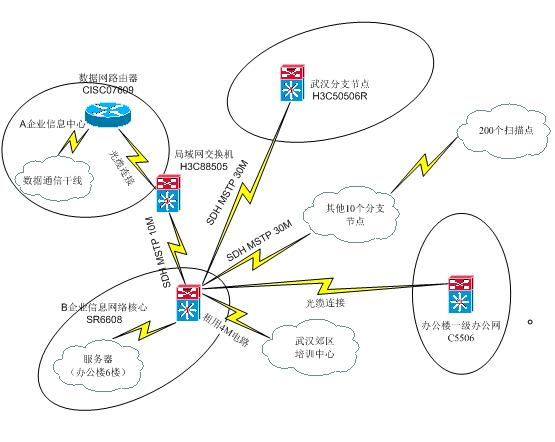 数据网路由器
CISCO7609
A企业信息中心
数据通信干线
光缆连接
局域网交换机
H3C88505
武汉分支节点
H3C50506R
200个扫描点
其他10个分支
节点
SDH MSTP 30M
SDH MSTP 30M
SDH MSTP 10M
B企业信息网络核心
SR6608
服务器
（办公楼6楼）
租用4M电路
武汉郊区
培训中心
光缆连接
办公楼一级办公网
C5506
。